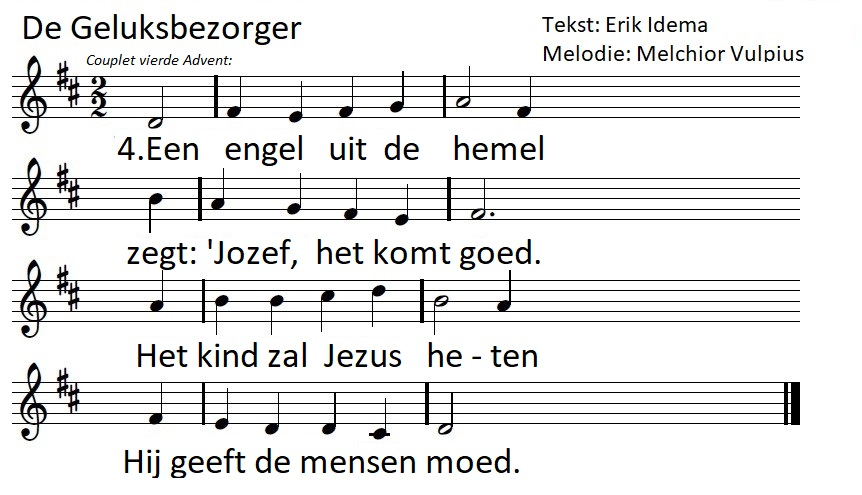 De Geluksbezorger
Tekst: Erik Idema
Melodie: Melchior Vulpius
Couplet vierde Advent:
4.Een engel uit de hemel
zegt: 'Jozef, het komt goed.
Het kind zal Jezus he - ten
Hij geeft de mensen moed.